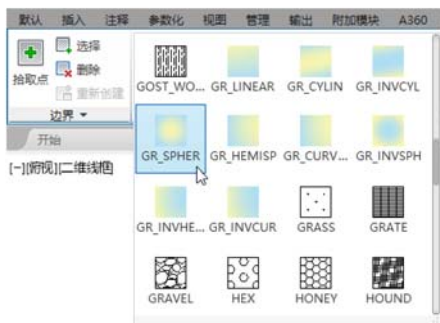 默认 插入 注释 参数化 视图 管理 输出 附加模块 A360
选择
删除
拾取点
重新创建
边界
开始
[-][俯视][二维线框]
GOST_WO... GR_LINEAR GR_CYLIN GR_INVCYL
GR_SPHER GR_HEMISP GR_CURV... GR_INVSPH
GR_INVHE... GR_INVCUR GRASS GRATE
GRAVEL HEX HONEY HOUND